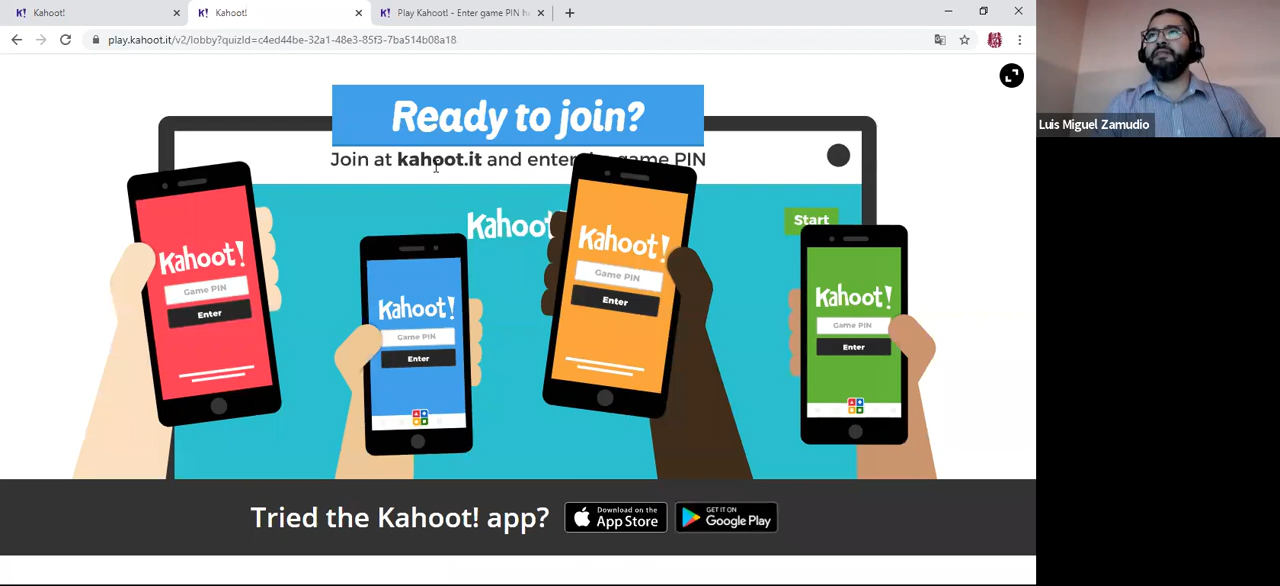 Kahoot!
Kahoot!
Play Kahoot! - Enter game PIN h
play.kahoot.it/v2/lobby?quizId=c4ed44be-32a1-48e3-85f3-7ba514b08a18
Luis Miguel Zamudio
Ready to join?
Join at kahoot.it and enter the game PIN
Kahoot
Start
Kahoot!
Game PIN
Enter
Kahoot!
Game PIN
Enter
Kahoot!
Game PIN
Enter
Kahoot!
Game PIN
Enter
Tried the Kahoot! app?
Download on the
App Store
GET IT ON
Google Play